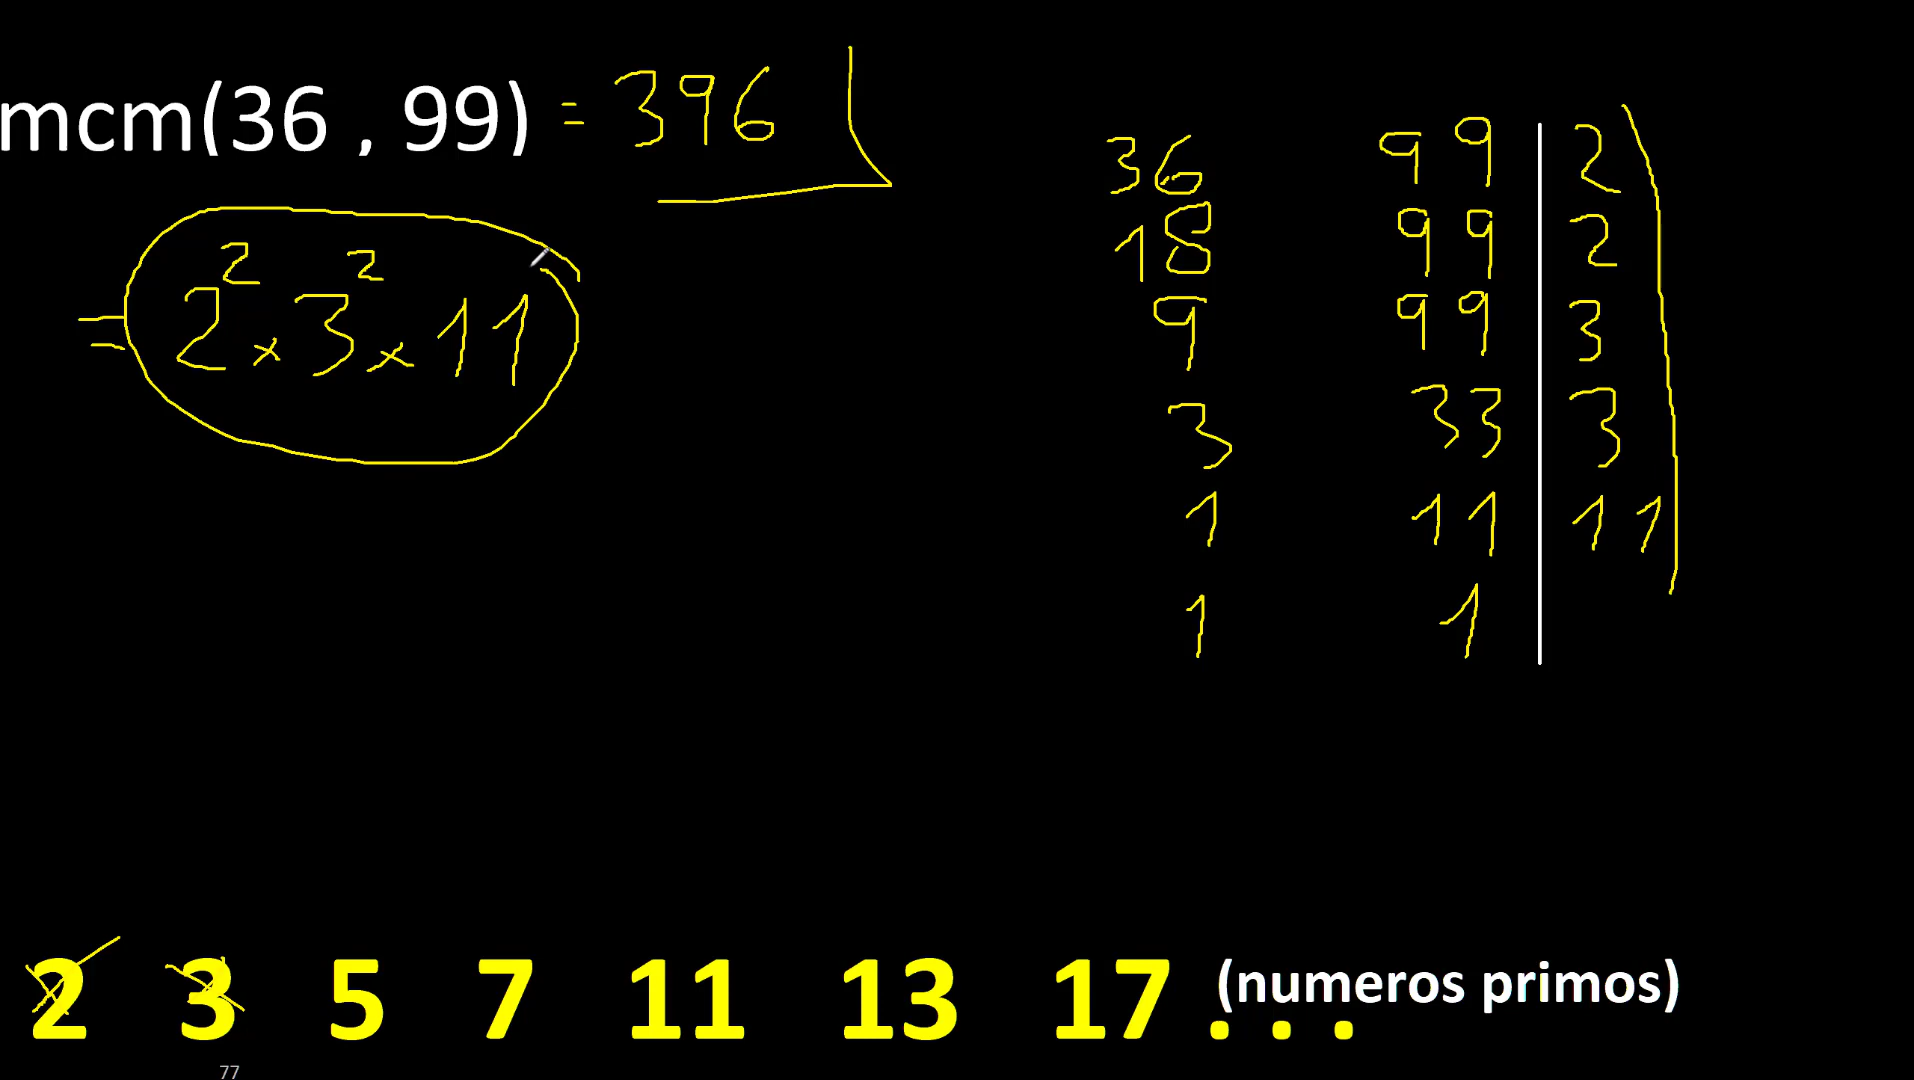 mcm(36 , 99) = 396
= 2² × 3² × 11
36 99 | 2
18 99 | 2
9 99 | 3
3 33 | 3
1 11 | 11
1 1 |
2 3 5 7 11 13 17 . . . (numeros primos)
77